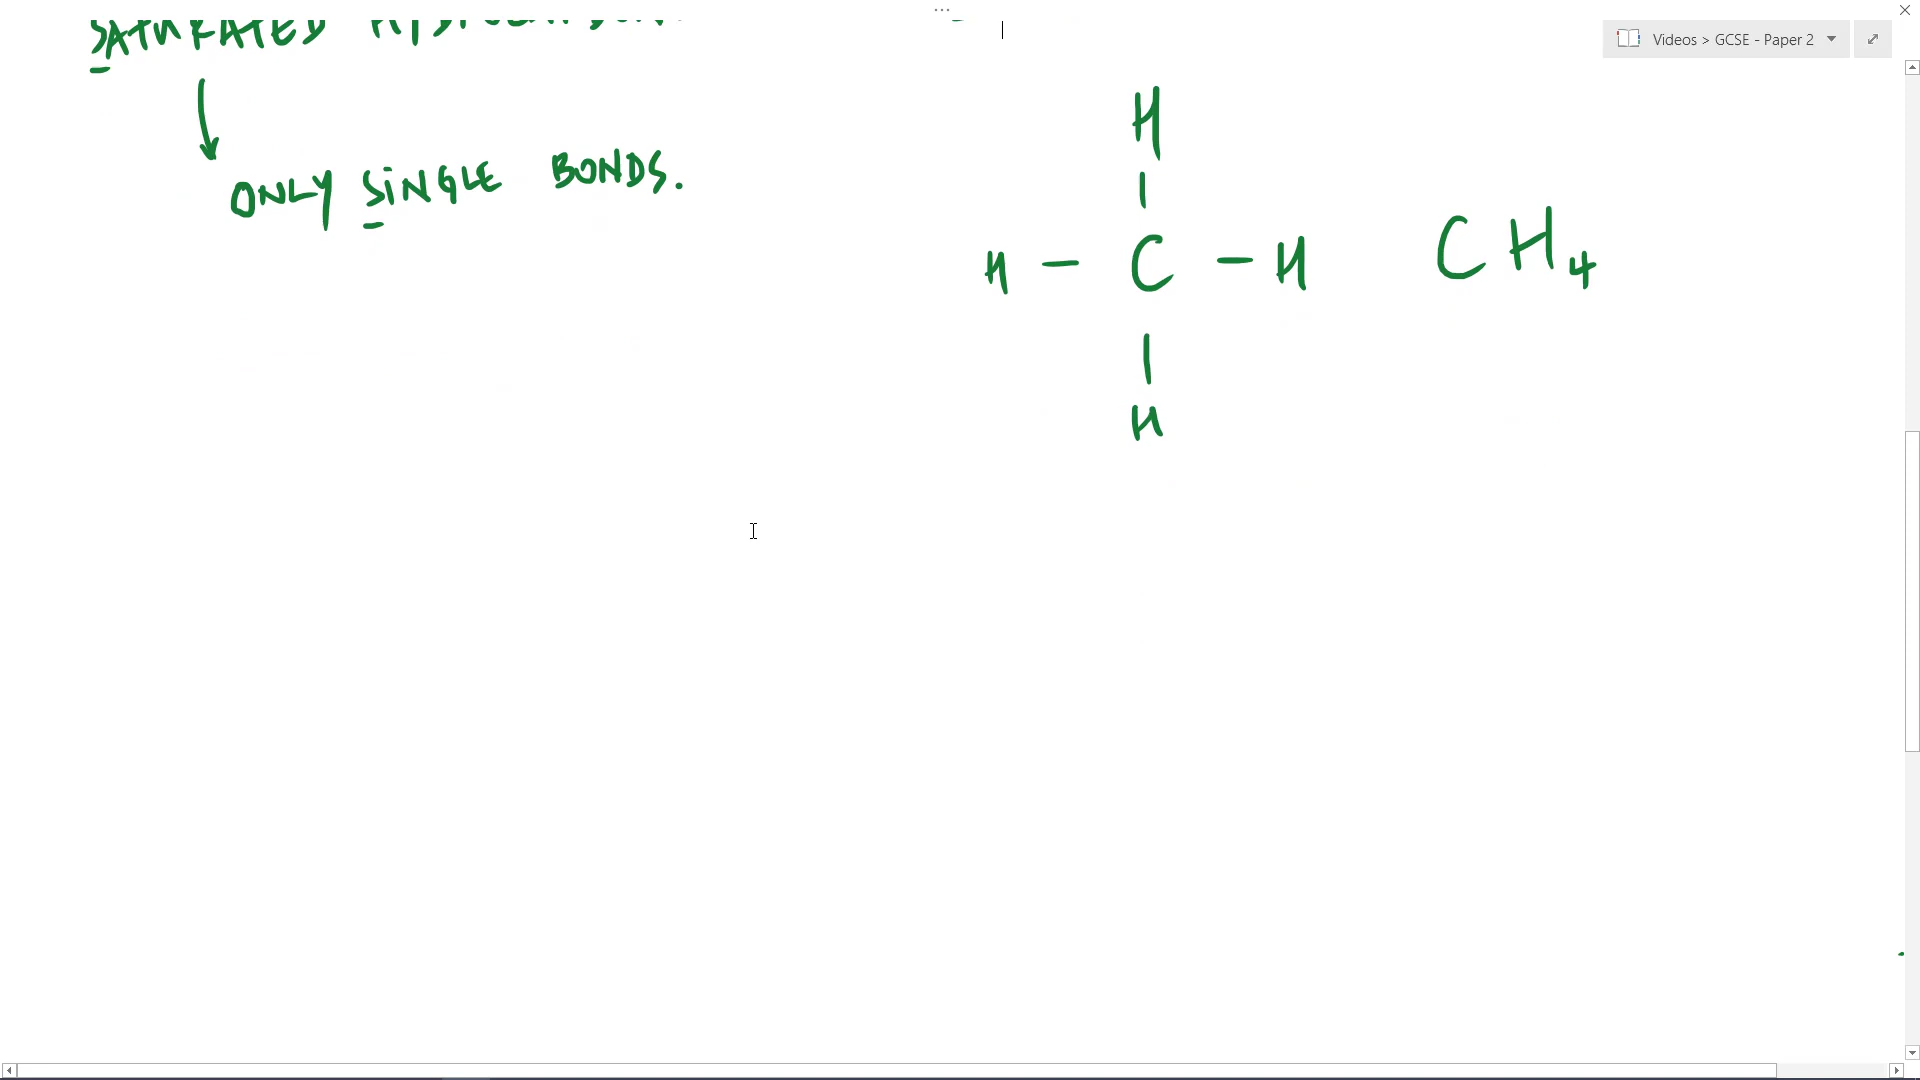 Videos > GCSE - Paper 2
SATURATED
ONLY SINGLE BONDS.
H
|
H - C - H
|
H
CH₄